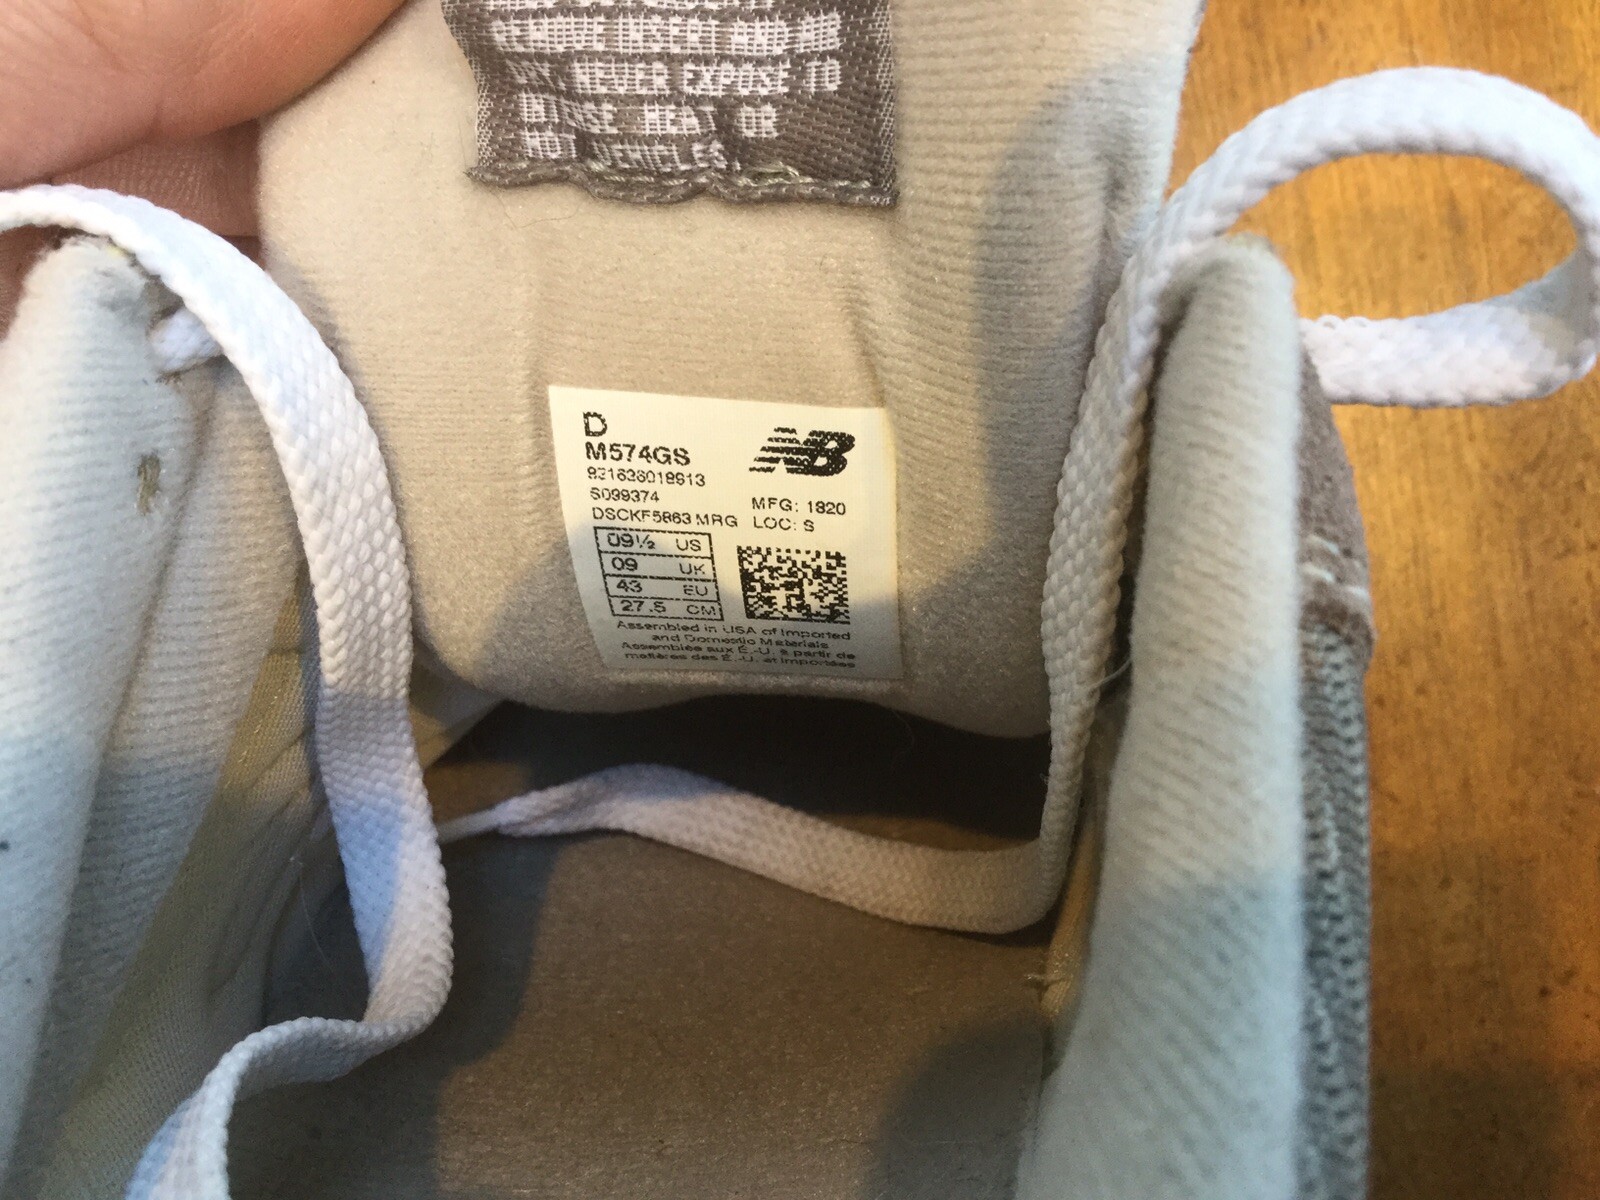 REMOVE INSERT AND AIR
DRY. NEVER EXPOSE TO
INTENSE HEAT OR
HOT VEHICLES.
D
M574GS
NB
S099374
MFG: 1820
DSCKF5863 MRG LOC: S
09½ US
09 UK
43 EU
27.5 CM
Assembled in USA of Imported
and Domestic Materials
Assemblée aux É.-U. à partir de
matières des É.-U. et importées